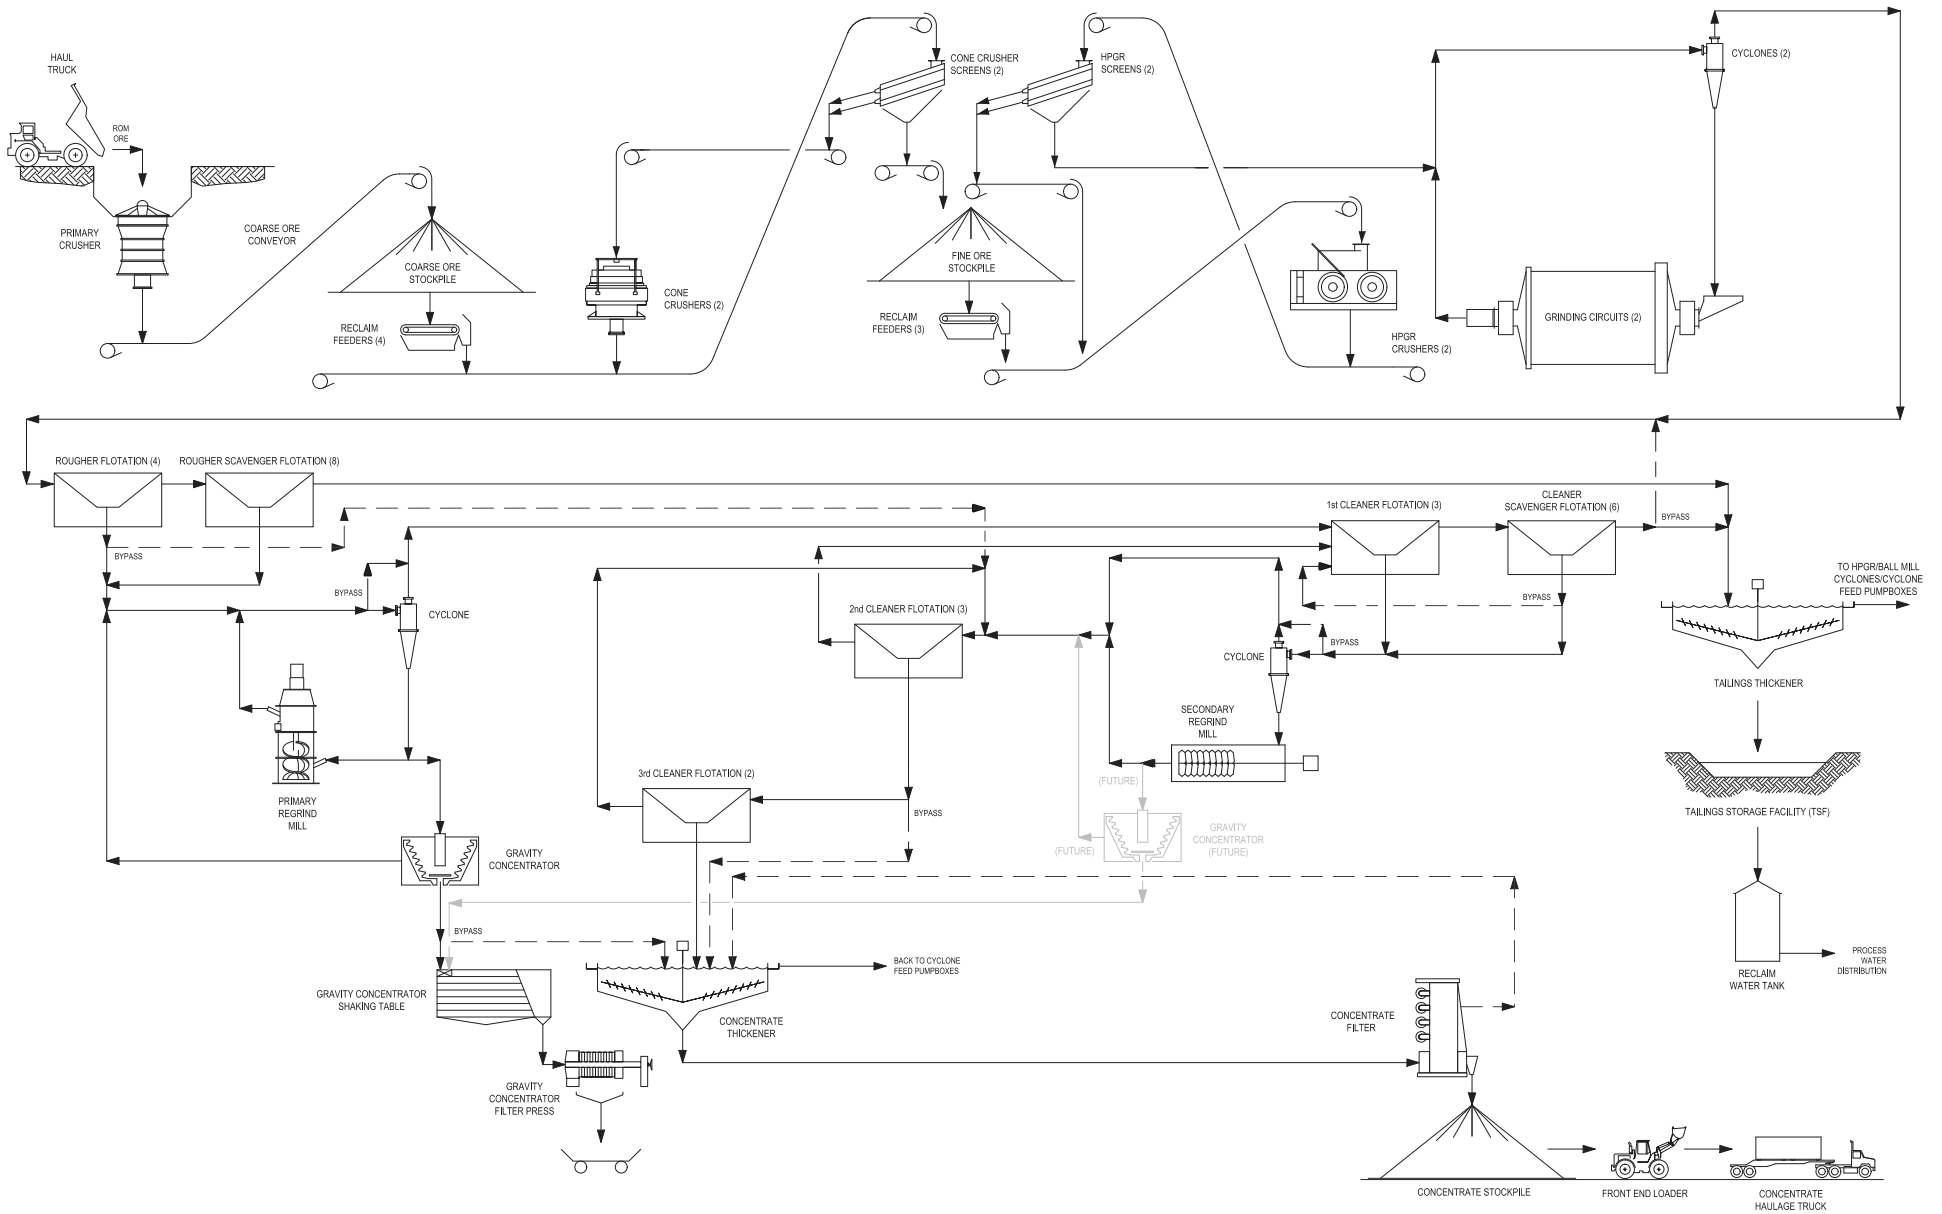 HAUL
TRUCK
ROM
ORE
PRIMARY
CRUSHER
COARSE ORE
CONVEYOR
COARSE ORE
STOCKPILE
RECLAIM
FEEDERS (4)
CONE
CRUSHERS (2)
CONE CRUSHER
SCREENS (2)
HPGR
SCREENS (2)
FINE ORE
STOCKPILE
RECLAIM
FEEDERS (3)
HPGR
CRUSHERS (2)
CYCLONES (2)
GRINDING CIRCUITS (2)
ROUGHER FLOTATION (4)
ROUGHER SCAVENGER FLOTATION (8)
BYPASS
BYPASS
CYCLONE
PRIMARY
REGRIND
MILL
GRAVITY
CONCENTRATOR
BYPASS
GRAVITY CONCENTRATOR
SHAKING TABLE
GRAVITY
CONCENTRATOR
FILTER PRESS
2nd CLEANER FLOTATION (3)
3rd CLEANER FLOTATION (2)
BYPASS
CONCENTRATE
THICKENER
BACK TO CYCLONE
FEED PUMPBOXES
1st CLEANER FLOTATION (3)
CLEANER
SCAVENGER FLOTATION (6)
BYPASS
BYPASS
BYPASS
CYCLONE
SECONDARY
REGRIND
MILL
(FUTURE)
(FUTURE)
GRAVITY
CONCENTRATOR
(FUTURE)
TO HPGR/BALL MILL
CYCLONES/CYCLONE
FEED PUMPBOXES
TAILINGS THICKENER
TAILINGS STORAGE FACILITY (TSF)
RECLAIM
WATER TANK
PROCESS
WATER
DISTRIBUTION
CONCENTRATE
FILTER
CONCENTRATE STOCKPILE
FRONT END LOADER
CONCENTRATE
HAULAGE TRUCK